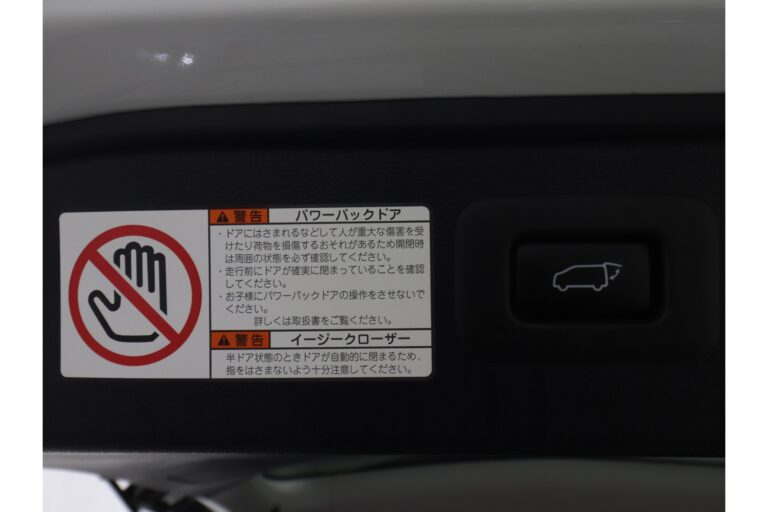 警告 パワーバックドア
・ドアにはさまれるなどして人が重大な傷害を受
けたり荷物を損傷するおそれがあるため開閉時
は周囲の状態を必ず確認してください。
・走行前にドアが確実に閉まっていることを確認
してください。
・お子様にパワーバックドアの操作をさせないで
ください。
詳しくは取扱書をご覧ください。
警告 イージークローザー
半ドア状態のときドアが自動的に閉まるため、
指をはさまないよう十分注意してください。